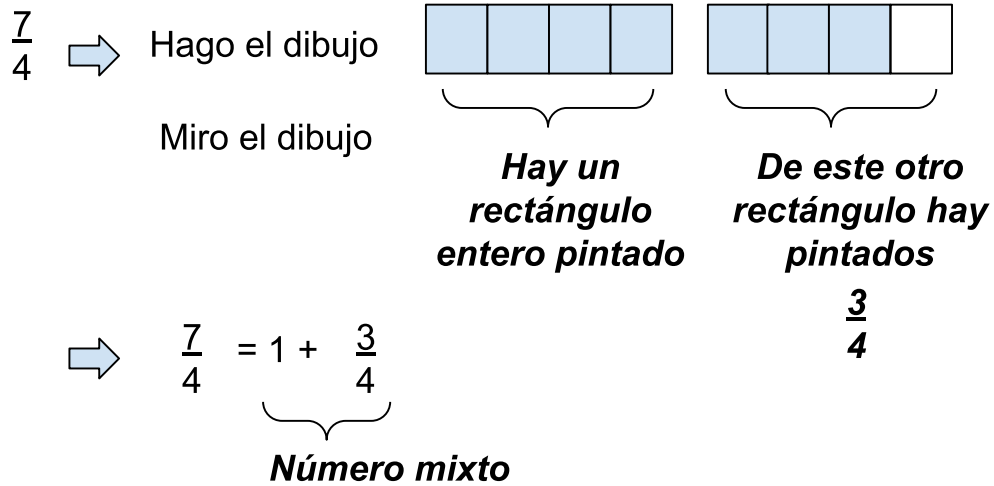 7/4 Hago el dibujo
Miro el dibujo
Hay un
rectángulo
entero pintado
De este otro
rectángulo hay
pintados
3/4
7/4 = 1 + 3/4
Número mixto